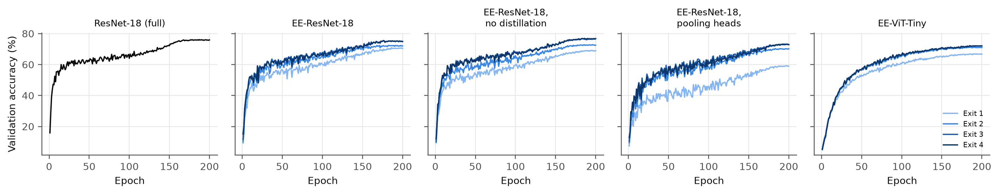 ResNet-18 (full)
EE-ResNet-18
EE-ResNet-18,
no distillation
EE-ResNet-18,
pooling heads
EE-ViT-Tiny
Validation accuracy (%)
80
60
40
20
0 50 100 150 200
0 50 100 150 200
0 50 100 150 200
0 50 100 150 200
0 50 100 150 200
Epoch
Epoch
Epoch
Epoch
Epoch
Exit 1
Exit 2
Exit 3
Exit 4